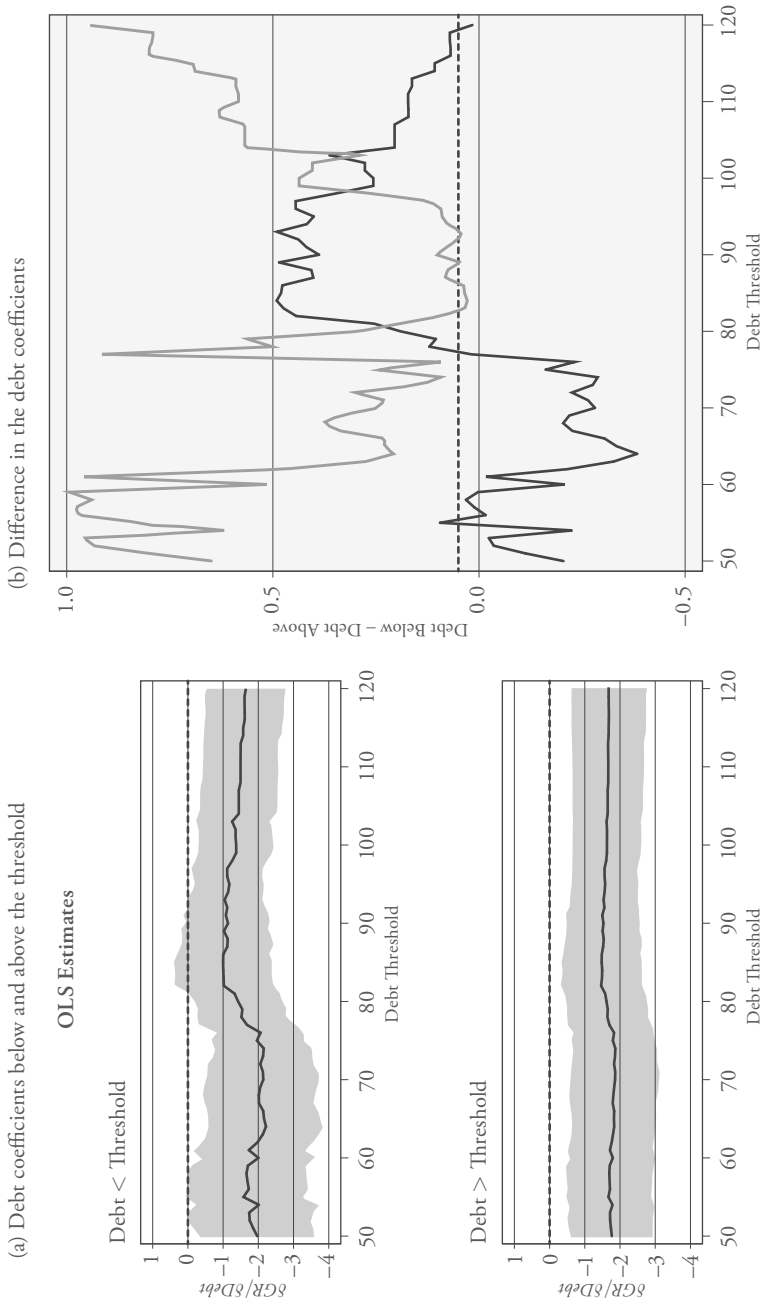 (a) Debt coefficients below and above the threshold
OLS Estimates
Debt < Threshold
1
0
−1
−2
−3
−4
δGR/δDebt
50 60 70 80 90 100 110 120
Debt Threshold
Debt > Threshold
1
0
−1
−2
−3
−4
δGR/δDebt
50 60 70 80 90 100 110 120
Debt Threshold
(b) Difference in the debt coefficients
1.0
0.5
0.0
−0.5
Debt Below – Debt Above
50 60 70 80 90 100 110 120
Debt Threshold